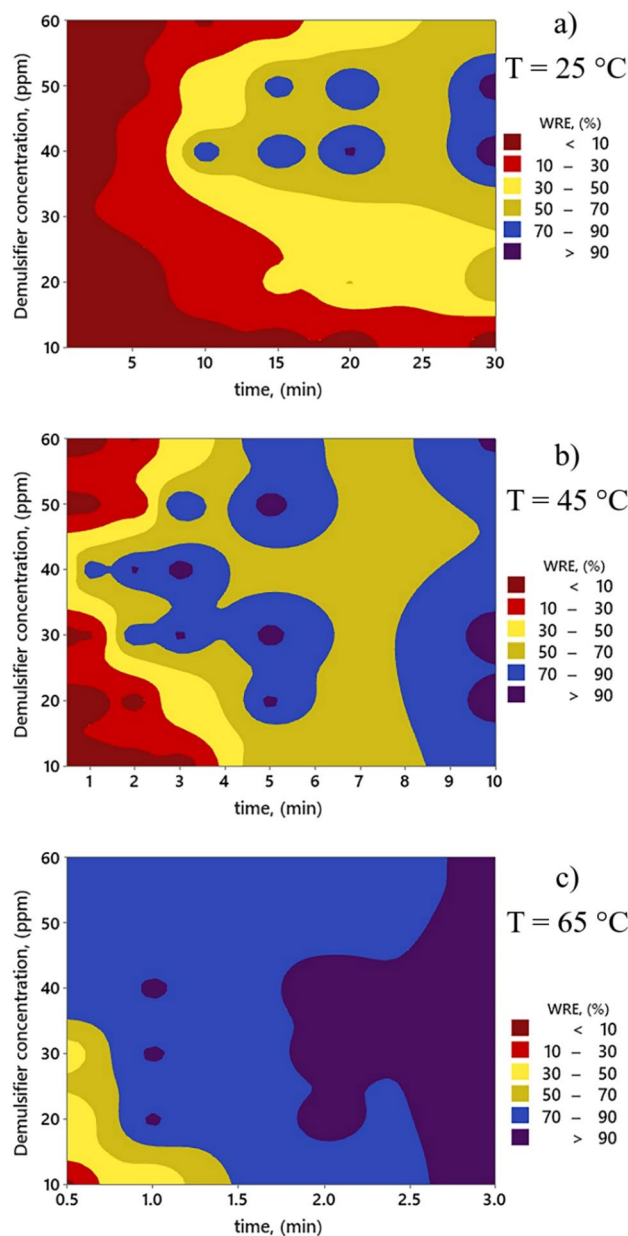 a)
T = 25 °C
WRE, (%)
< 10
10 – 30
30 – 50
50 – 70
70 – 90
> 90
Demulsifier concentration, (ppm)
60
50
40
30
20
10
5 10 15 20 25 30
time, (min)
b)
T = 45 °C
WRE, (%)
< 10
10 – 30
30 – 50
50 – 70
70 – 90
> 90
Demulsifier concentration, (ppm)
60
50
40
30
20
10
1 2 3 4 5 6 7 8 9 10
time, (min)
c)
T = 65 °C
WRE, (%)
< 10
10 – 30
30 – 50
50 – 70
70 – 90
> 90
Demulsifier concentration, (ppm)
60
50
40
30
20
10
0.5 1.0 1.5 2.0 2.5 3.0
time, (min)